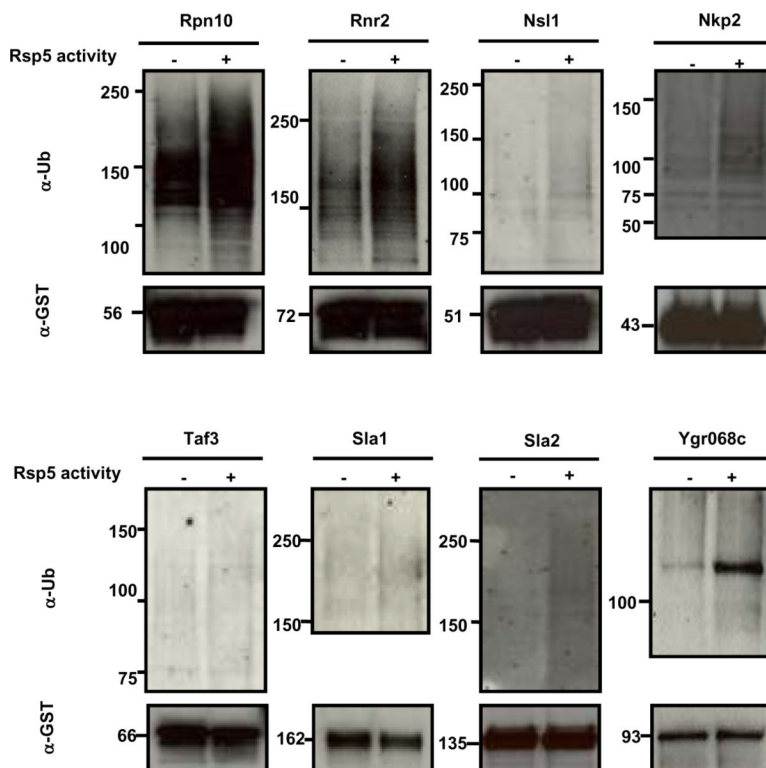 Rpn10 Rnr2 Nsl1 Nkp2
Rsp5 activity - + - + - + - +
α-Ub
250
150
100
250
150
250
150
100
75
150
100
75
50
α-GST
56 72 51 43
Taf3 Sla1 Sla2 Ygr068c
Rsp5 activity - + - + - + - +
α-Ub
150
100
75
250
150
250
150
100
α-GST
66 162 135 93